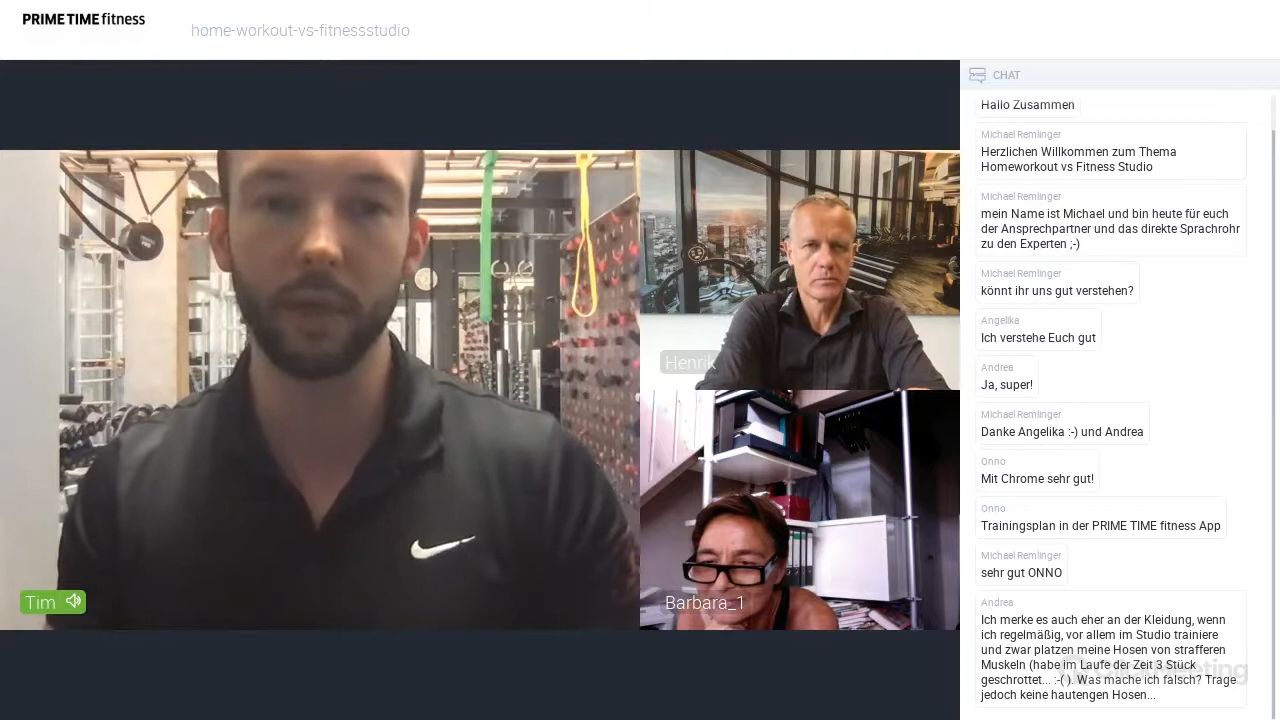 PRIME TIME fitness
home-workout-vs-fitnessstudio
CHAT
Hallo Zusammen
Michael Remlinger
Herzlichen Willkommen zum Thema
Homeworkout vs Fitness Studio
Michael Remlinger
mein Name ist Michael und bin heute für euch
der Ansprechpartner und das direkte Sprachrohr
zu den Experten ;-)
Michael Remlinger
könnt ihr uns gut verstehen?
Angelika
Ich verstehe Euch gut
Andrea
Ja, super!
Michael Remlinger
Danke Angelika :-) und Andrea
Onno
Mit Chrome sehr gut!
Onno
Trainingsplan in der PRIME TIME fitness App
Michael Remlinger
sehr gut ONNO
Andrea
Ich merke es auch eher an der Kleidung, wenn
ich regelmäßig, vor allem im Studio trainiere
und zwar platzen meine Hosen von strafferen
Muskeln (habe im Laufe der Zeit 3 Stück
geschrottet... :-( ). Was mache ich falsch? Trage
jedoch keine hautengen Hosen...
Henrik
Tim
Barbara_1